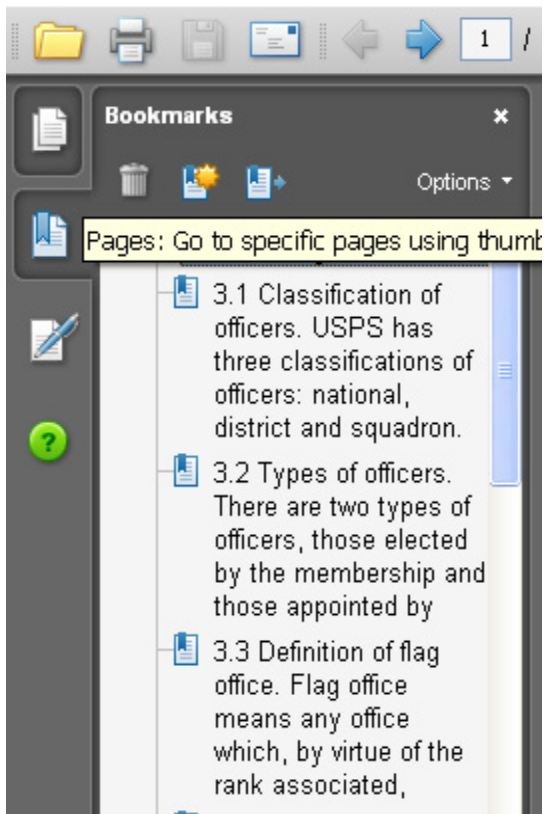 1 /
Bookmarks
Options
Pages: Go to specific pages using thumb
3.1 Classification of
officers. USPS has
three classifications of
officers: national,
district and squadron.
3.2 Types of officers.
There are two types of
officers, those elected
by the membership and
those appointed by
3.3 Definition of flag
office. Flag office
means any office
which, by virtue of the
rank associated,